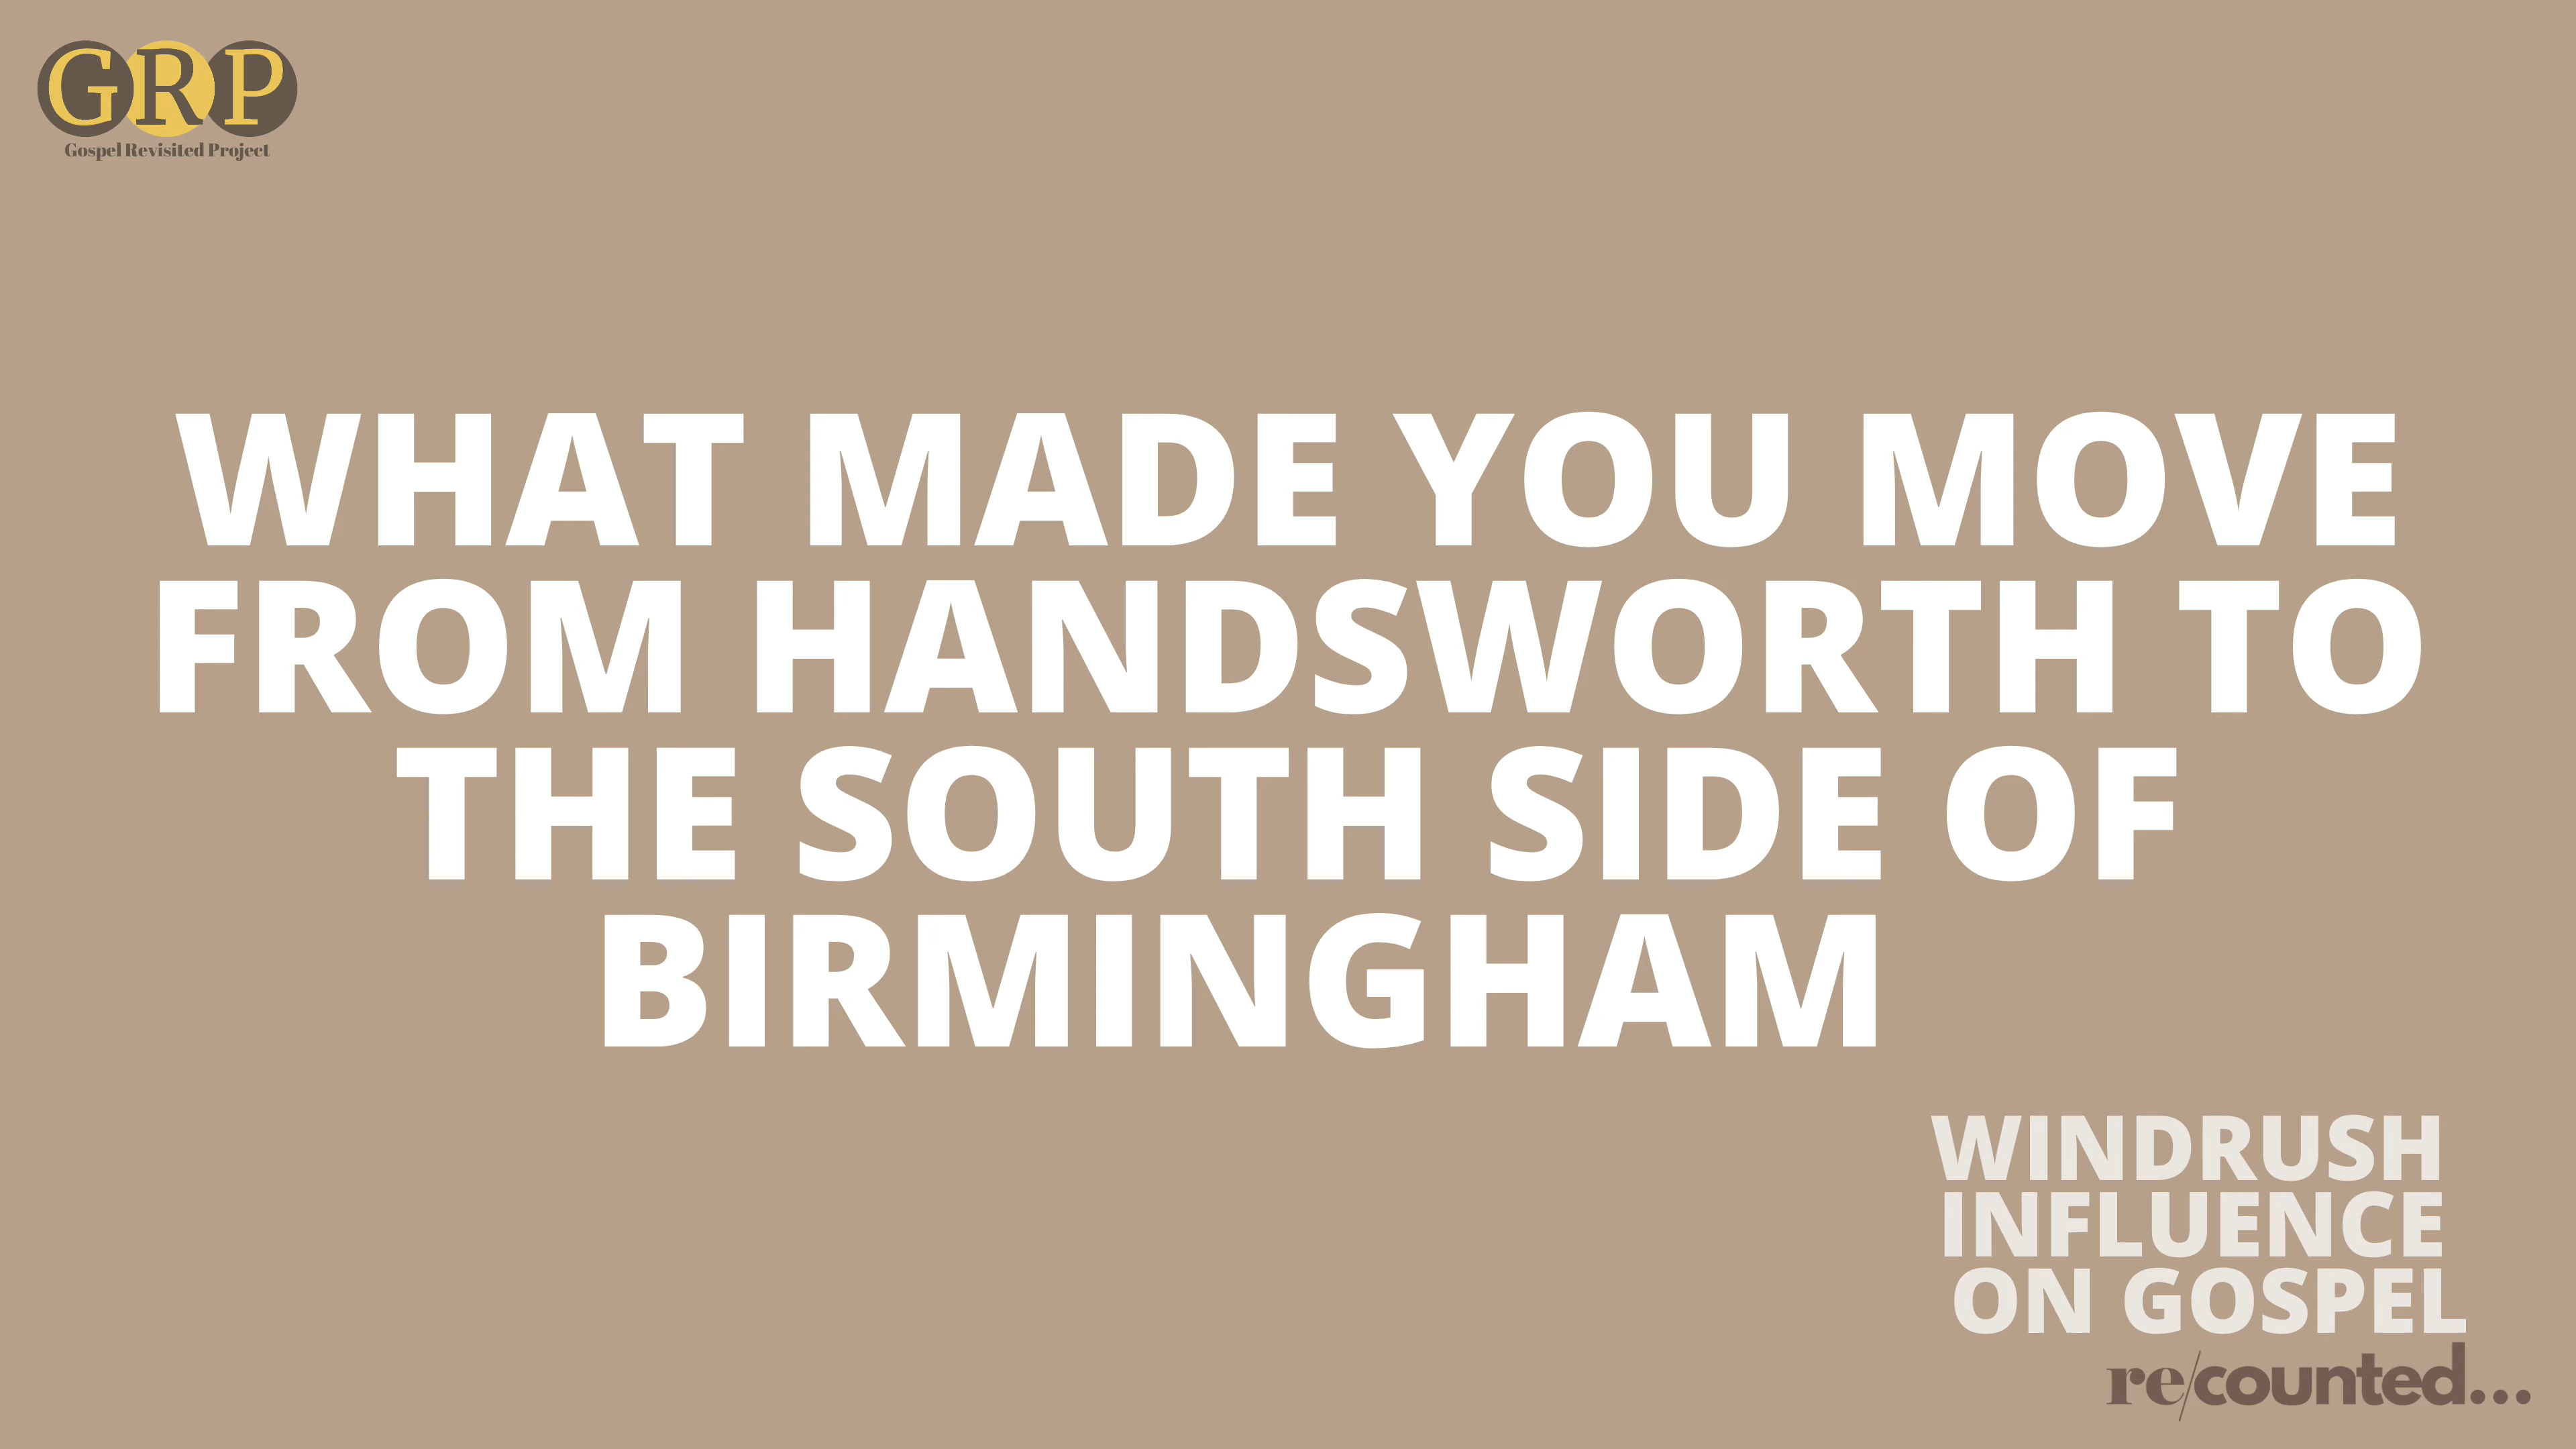 GRP
Gospel Revisited Project
WHAT MADE YOU MOVE
FROM HANDSWORTH TO
THE SOUTH SIDE OF
BIRMINGHAM
WINDRUSH
INFLUENCE
ON GOSPEL
re/counted...